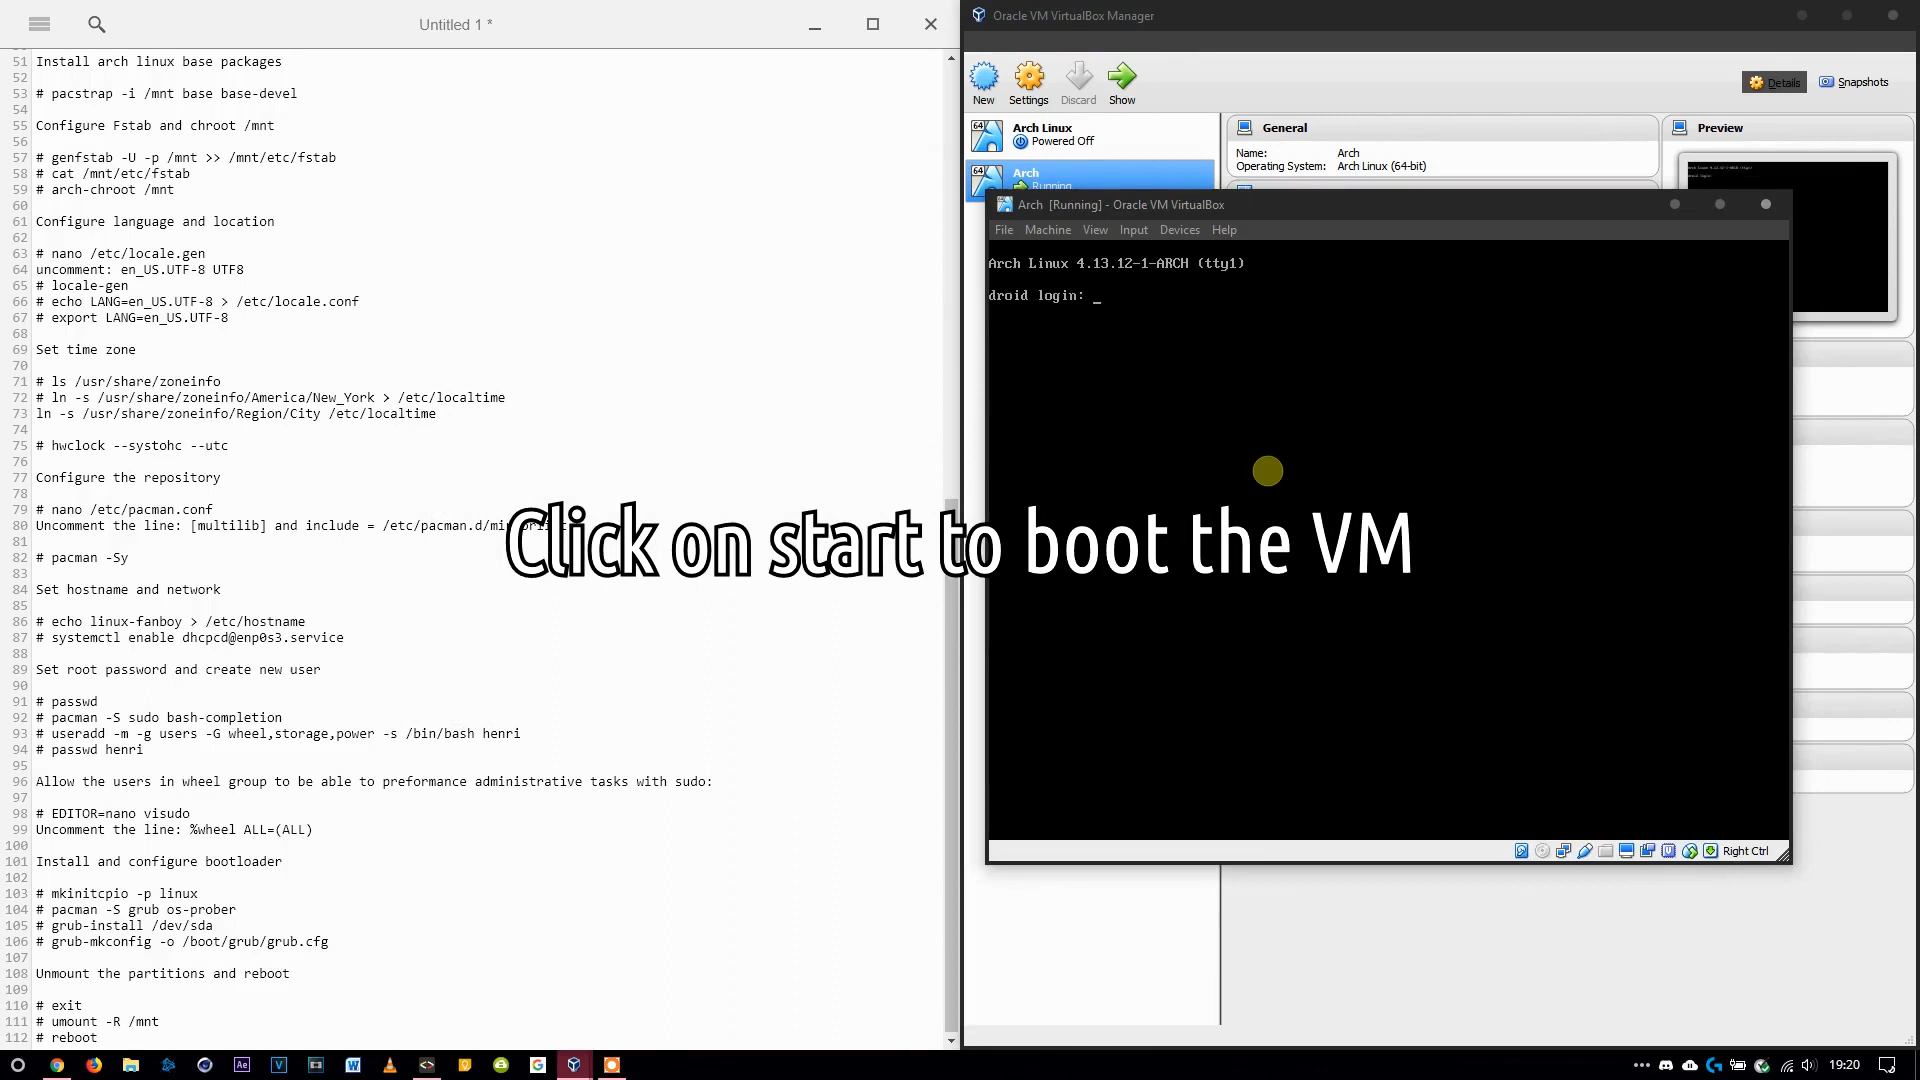 Untitled 1 *
51 Install arch linux base packages
52
53 # pacstrap -i /mnt base base-devel
54
55 Configure Fstab and chroot /mnt
56
57 # genfstab -U -p /mnt >> /mnt/etc/fstab
58 # cat /mnt/etc/fstab
59 # arch-chroot /mnt
60
61 Configure language and location
62
63 # nano /etc/locale.gen
64 uncomment: en_US.UTF-8 UTF8
65 # locale-gen
66 # echo LANG=en_US.UTF-8 > /etc/locale.conf
67 # export LANG=en_US.UTF-8
68
69 Set time zone
70
71 # ls /usr/share/zoneinfo
72 # ln -s /usr/share/zoneinfo/America/New_York > /etc/localtime
73 ln -s /usr/share/zoneinfo/Region/City /etc/localtime
74
75 # hwclock --systohc --utc
76
77 Configure the repository
78
79 # nano /etc/pacman.conf
80 Uncomment the line: [multilib] and include = /etc/pacman.d/
81
82 # pacman -Sy
83
84 Set hostname and network
85
86 # echo linux-fanboy > /etc/hostname
87 # systemctl enable dhcpcd@enp0s3.service
88
89 Set root password and create new user
90
91 # passwd
92 # pacman -S sudo bash-completion
93 # useradd -m -g users -G wheel,storage,power -s /bin/bash henri
94 # passwd henri
95
96 Allow the users in wheel group to be able to preformance administrative tasks with sudo:
97
98 # EDITOR=nano visudo
99 Uncomment the line: %wheel ALL=(ALL)
100
101 Install and configure bootloader
102
103 # mkinitcpio -p linux
104 # pacman -S grub os-prober
105 # grub-install /dev/sda
106 # grub-mkconfig -o /boot/grub/grub.cfg
107
108 Unmount the partitions and reboot
109
110 # exit
111 # umount -R /mnt
112 # reboot
Click on start to boot the VM
Oracle VM VirtualBox Manager
New Settings Discard Show
Details Snapshots
64 Arch Linux
Powered Off
64 Arch
Running
General
Name: Arch
Operating System: Arch Linux (64-bit)
Preview
Arch [Running] - Oracle VM VirtualBox
File Machine View Input Devices Help
Arch Linux 4.13.12-1-ARCH (tty1)
droid login: _
Right Ctrl
Ae V W G
19:20